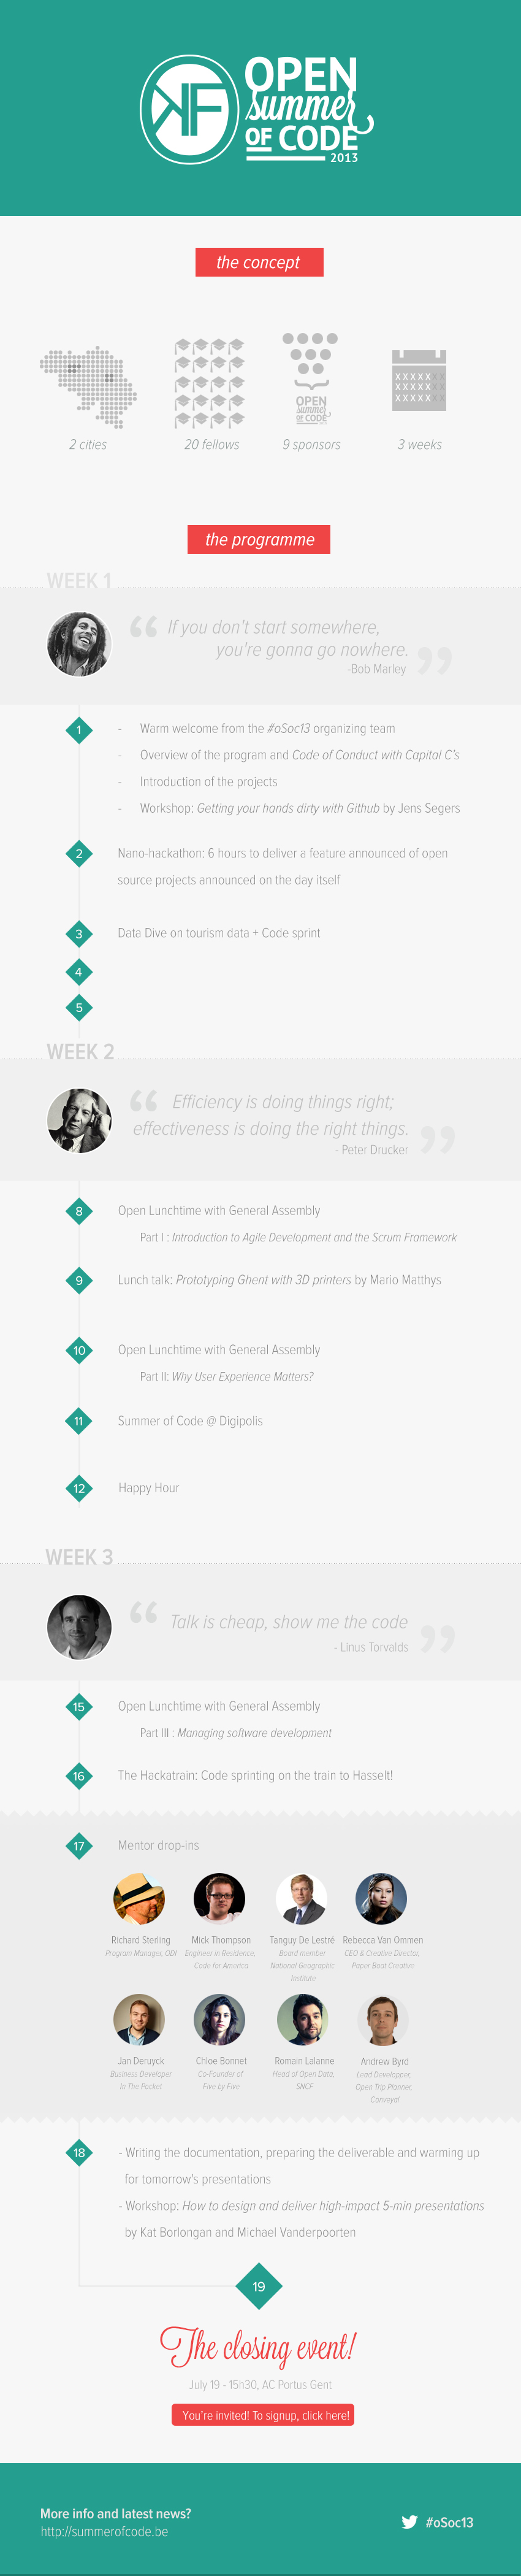 OPEN
summer
OF CODE
2013
the concept
XXXXX
XXXXX
XXXXX
OPEN
summer
OF CODE
2 cities
20 fellows
9 sponsors
3 weeks
the programme
WEEK 1
“ If you don't start somewhere,
you're gonna go nowhere. ”
-Bob Marley
1
- Warm welcome from the #oSoc13 organizing team
- Overview of the program and Code of Conduct with Capital C's
- Introduction of the projects
- Workshop: Getting your hands dirty with Github by Jens Segers
2
Nano-hackathon: 6 hours to deliver a feature announced of open
source projects announced on the day itself
3
Data Dive on tourism data + Code sprint
4
5
WEEK 2
“ Efficiency is doing things right;
effectiveness is doing the right things. ”
- Peter Drucker
8
Open Lunchtime with General Assembly
Part I : Introduction to Agile Development and the Scrum Framework
9
Lunch talk: Prototyping Ghent with 3D printers by Mario Matthys
10
Open Lunchtime with General Assembly
Part II: Why User Experience Matters?
11
Summer of Code @ Digipolis
12
Happy Hour
WEEK 3
“ Talk is cheap, show me the code ”
- Linus Torvalds
15
Open Lunchtime with General Assembly
Part III : Managing software development
16
The Hackatrain: Code sprinting on the train to Hasselt!
17
Mentor drop-ins
Richard Sterling
Program Manager, ODI
Mick Thompson
Engineer in Residence,
Code for America
Tanguy De Lestré
Board member
National Geographic
Institute
Rebecca Van Ommen
CEO & Creative Director,
Paper Boat Creative
Jan Deruyck
Business Developer
In The Pocket
Chloe Bonnet
Co-Founder of
Five by Five
Romain Lalanne
Head of Open Data,
SNCF
Andrew Byrd
Lead Developper,
Open Trip Planner,
Conveyal
18
- Writing the documentation, preparing the deliverable and warming up
for tomorrow's presentations
- Workshop: How to design and deliver high-impact 5-min presentations
by Kat Borlongan and Michael Vanderpoorten
19
The closing event!
July 19 - 15h30, AC Portus Gent
You're invited! To signup, click here!
More info and latest news?
http://summerofcode.be
#oSoc13